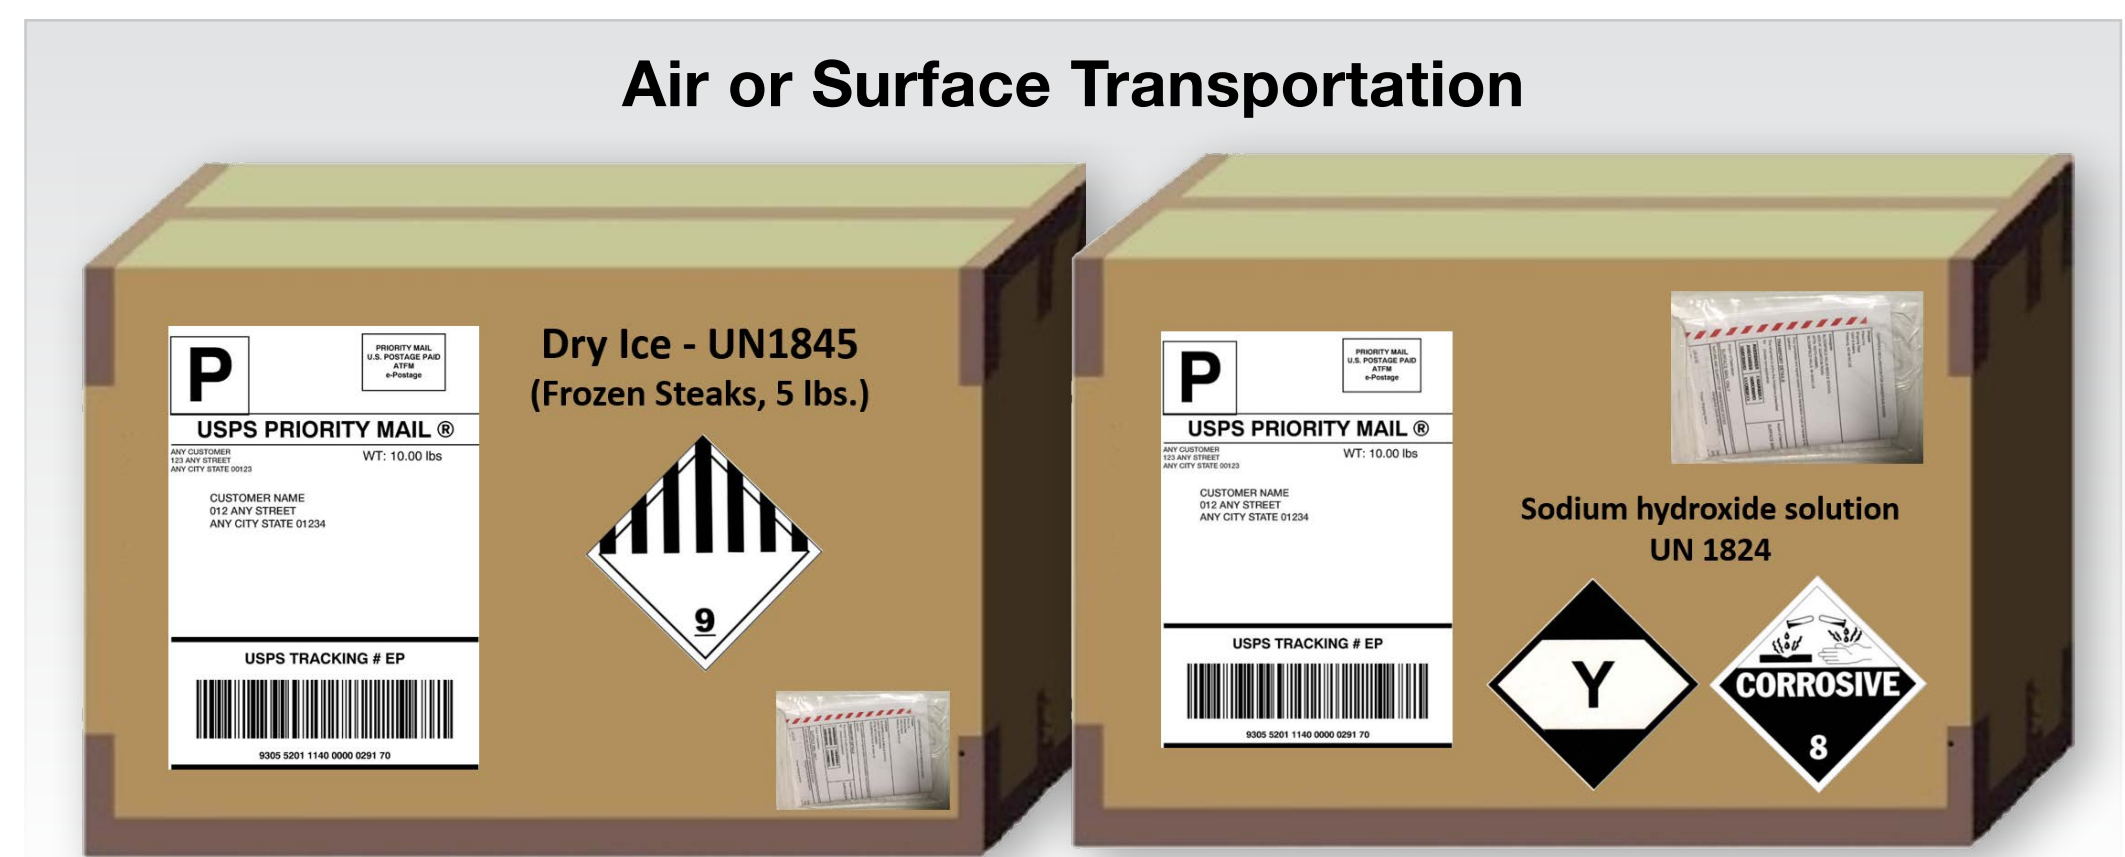 Air or Surface Transportation
P
PRIORITY MAIL
U.S. POSTAGE PAID
ATFM
e-Postage
USPS PRIORITY MAIL ®
ANY CUSTOMER
123 ANY STREET
ANY CITY STATE 00123
WT: 10.00 lbs
CUSTOMER NAME
012 ANY STREET
ANY CITY STATE 01234
USPS TRACKING # EP
9305 5201 1140 0000 0291 70
Dry Ice - UN1845
(Frozen Steaks, 5 lbs.)
9
P
PRIORITY MAIL
U.S. POSTAGE PAID
ATFM
e-Postage
USPS PRIORITY MAIL ®
ANY CUSTOMER
123 ANY STREET
ANY CITY STATE 00123
WT: 10.00 lbs
CUSTOMER NAME
012 ANY STREET
ANY CITY STATE 01234
USPS TRACKING # EP
9305 5201 1140 0000 0291 70
Sodium hydroxide solution
UN 1824
Y
CORROSIVE
8